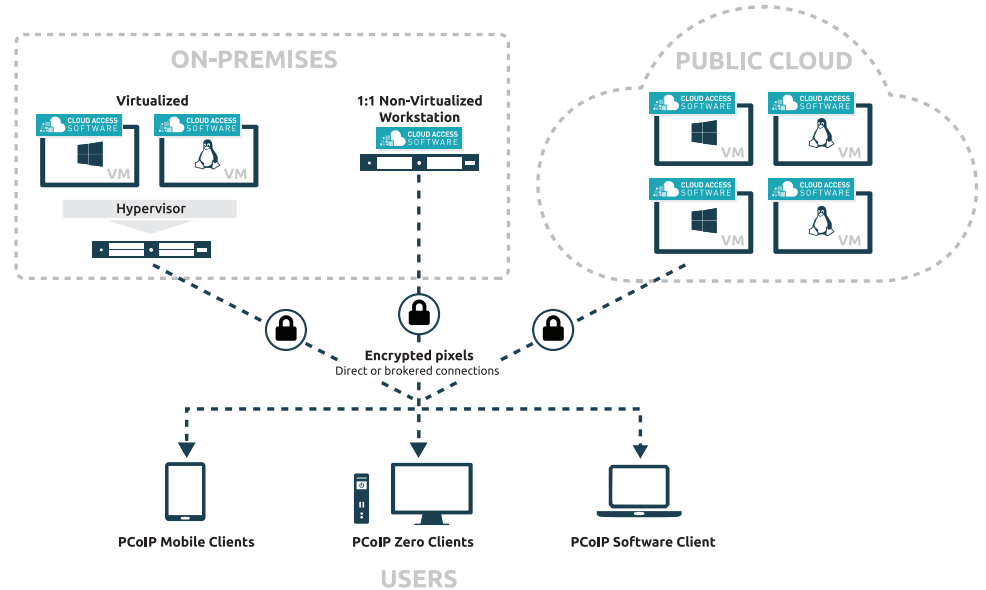 ON-PREMISES
PUBLIC CLOUD
Virtualized
1:1 Non-Virtualized
Workstation
CLOUD ACCESS
SOFTWARE
VM
CLOUD ACCESS
SOFTWARE
VM
CLOUD ACCESS
SOFTWARE
Hypervisor
CLOUD ACCESS
SOFTWARE
VM
CLOUD ACCESS
SOFTWARE
VM
CLOUD ACCESS
SOFTWARE
VM
CLOUD ACCESS
SOFTWARE
VM
Encrypted pixels
Direct or brokered connections
PCoIP Mobile Clients
PCoIP Zero Clients
PCoIP Software Client
USERS